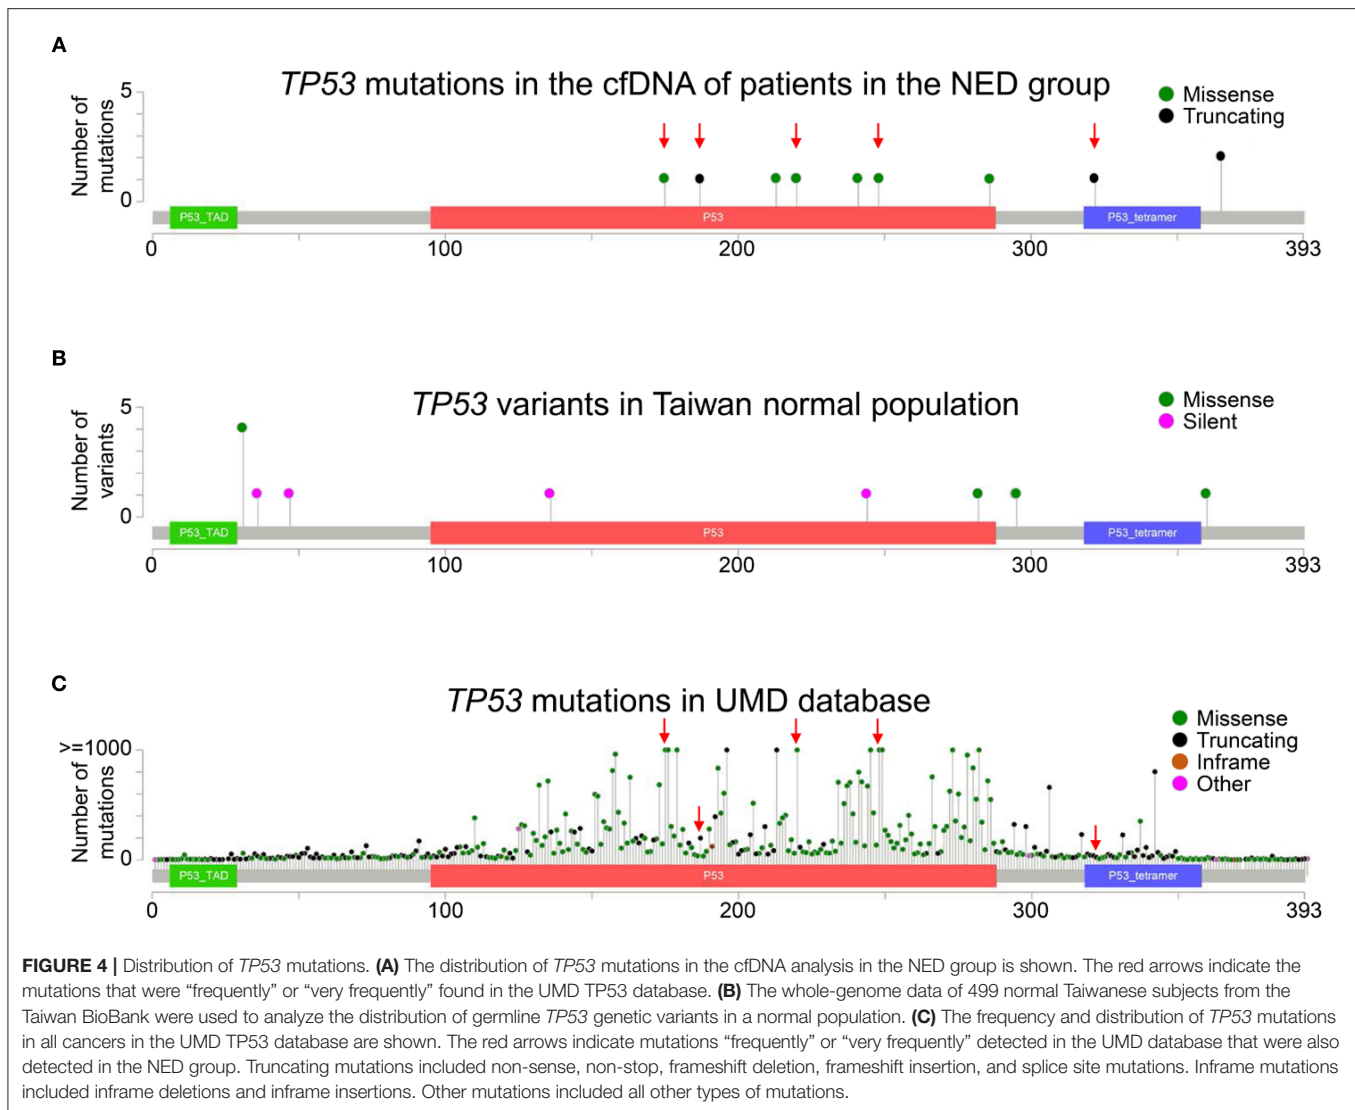 A
TP53 mutations in the cfDNA of patients in the NED group
Number of
mutations
5
0
Missense
Truncating
P53_TAD
P53
P53_tetramer
0
100
200
300
393
B
TP53 variants in Taiwan normal population
Number of
variants
5
0
Missense
Silent
P53_TAD
P53
P53_tetramer
0
100
200
300
393
C
TP53 mutations in UMD database
Number of
mutations
>=1000
0
Missense
Truncating
Inframe
Other
P53_TAD
P53
P53_tetramer
0
100
200
300
393
FIGURE 4 | Distribution of TP53 mutations. (A) The distribution of TP53 mutations in the cfDNA analysis in the NED group is shown. The red arrows indicate the
mutations that were “frequently” or “very frequently” found in the UMD TP53 database. (B) The whole-genome data of 499 normal Taiwanese subjects from the
Taiwan BioBank were used to analyze the distribution of germline TP53 genetic variants in a normal population. (C) The frequency and distribution of TP53 mutations
in all cancers in the UMD TP53 database are shown. The red arrows indicate mutations “frequently” or “very frequently” detected in the UMD database that were also
detected in the NED group. Truncating mutations included non-sense, non-stop, frameshift deletion, frameshift insertion, and splice site mutations. Inframe mutations
included inframe deletions and inframe insertions. Other mutations included all other types of mutations.